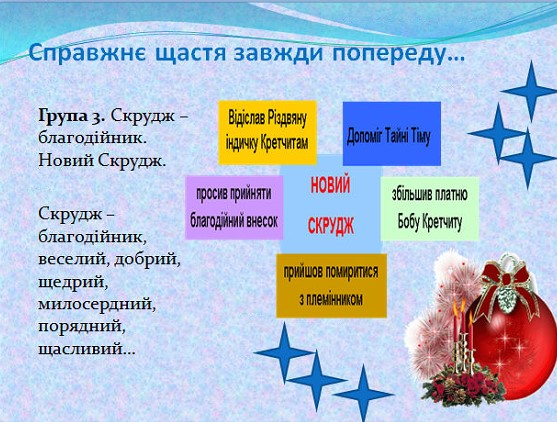 Справжнє щастя завжди попереду…
Група 3. Скрудж –
благодійник.
Новий Скрудж.
Скрудж –
благодійник,
веселий, добрий,
щедрий,
милосердний,
порядний,
щасливий…
Відіслав Різдвяну
індичку Кретчитам
Допоміг Тайні Тіму
просив прийняти
благодійний внесок
НОВИЙ
СКРУДЖ
збільшив платню
Бобу Кретчиту
прийшов помиритися
з племінником